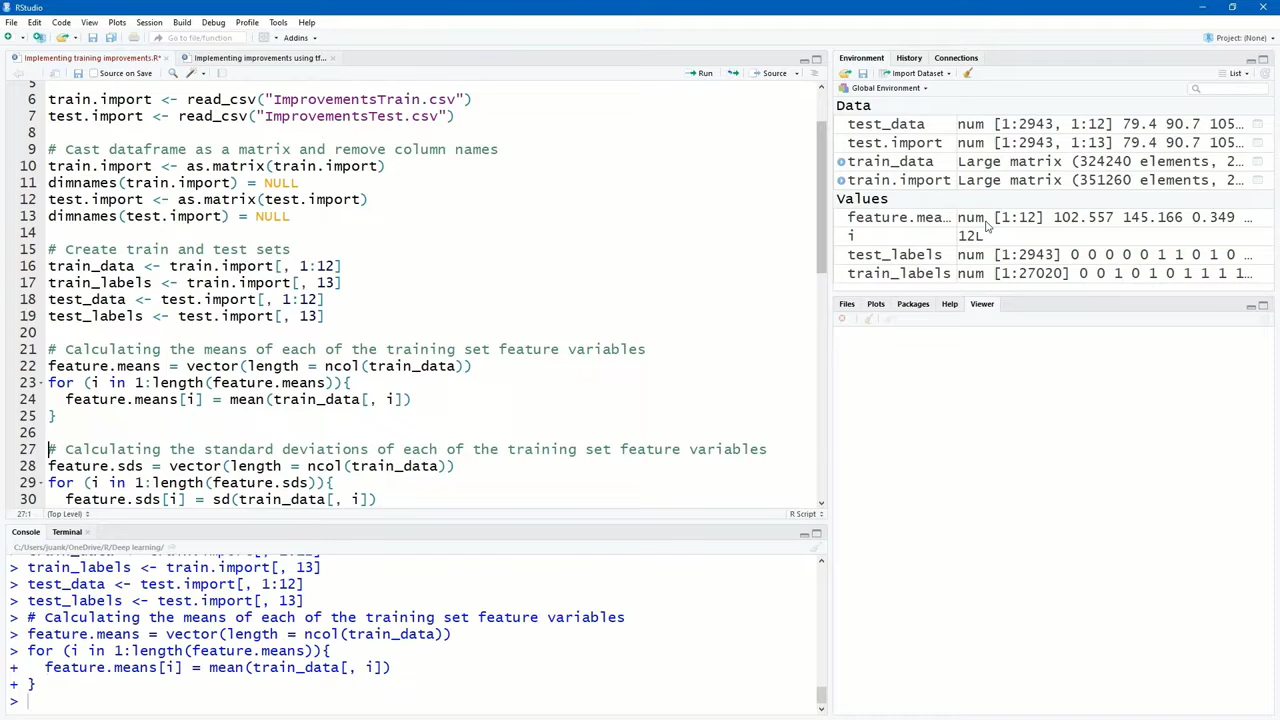 RStudio
File Edit Code View Plots Session Build Debug Profile Tools Help
Go to file/function Addins Project: (None)
Implementing training improvements.R* Implementing improvements using tf...
Source on Save Run Source
5
6 train.import <- read_csv("ImprovementsTrain.csv")
7 test.import <- read_csv("ImprovementsTest.csv")
8
9 # Cast dataframe as a matrix and remove column names
10 train.import <- as.matrix(train.import)
11 dimnames(train.import) = NULL
12 test.import <- as.matrix(test.import)
13 dimnames(test.import) = NULL
14
15 # Create train and test sets
16 train_data <- train.import[, 1:12]
17 train_labels <- train.import[, 13]
18 test_data <- test.import[, 1:12]
19 test_labels <- test.import[, 13]
20
21 # Calculating the means of each of the training set feature variables
22 feature.means = vector(length = ncol(train_data))
23 for (i in 1:length(feature.means)){
24 feature.means[i] = mean(train_data[, i])
25 }
26
27 # Calculating the standard deviations of each of the training set feature variables
28 feature.sds = vector(length = ncol(train_data))
29 for (i in 1:length(feature.sds)){
30 feature.sds[i] = sd(train_data[, i])
27:1 (Top Level) R Script
Console Terminal
C:/Users/juank/OneDrive/R/Deep learning/
> train_labels <- train.import[, 13]
> test_data <- test.import[, 1:12]
> test_labels <- test.import[, 13]
> # Calculating the means of each of the training set feature variables
> feature.means = vector(length = ncol(train_data))
> for (i in 1:length(feature.means)){
+ feature.means[i] = mean(train_data[, i])
+ }
>
Environment History Connections
Import Dataset List
Global Environment
Data
test_data num [1:2943, 1:12] 79.4 90.7 105...
test.import num [1:2943, 1:13] 79.4 90.7 105...
train_data Large matrix (324240 elements, 2...
train.import Large matrix (351260 elements, 2...
Values
feature.mea... num [1:12] 102.557 145.166 0.349 ...
i 12L
test_labels num [1:2943] 0 0 0 0 0 1 1 0 1 0 ...
train_labels num [1:27020] 0 0 1 0 1 0 1 1 1 1...
Files Plots Packages Help Viewer